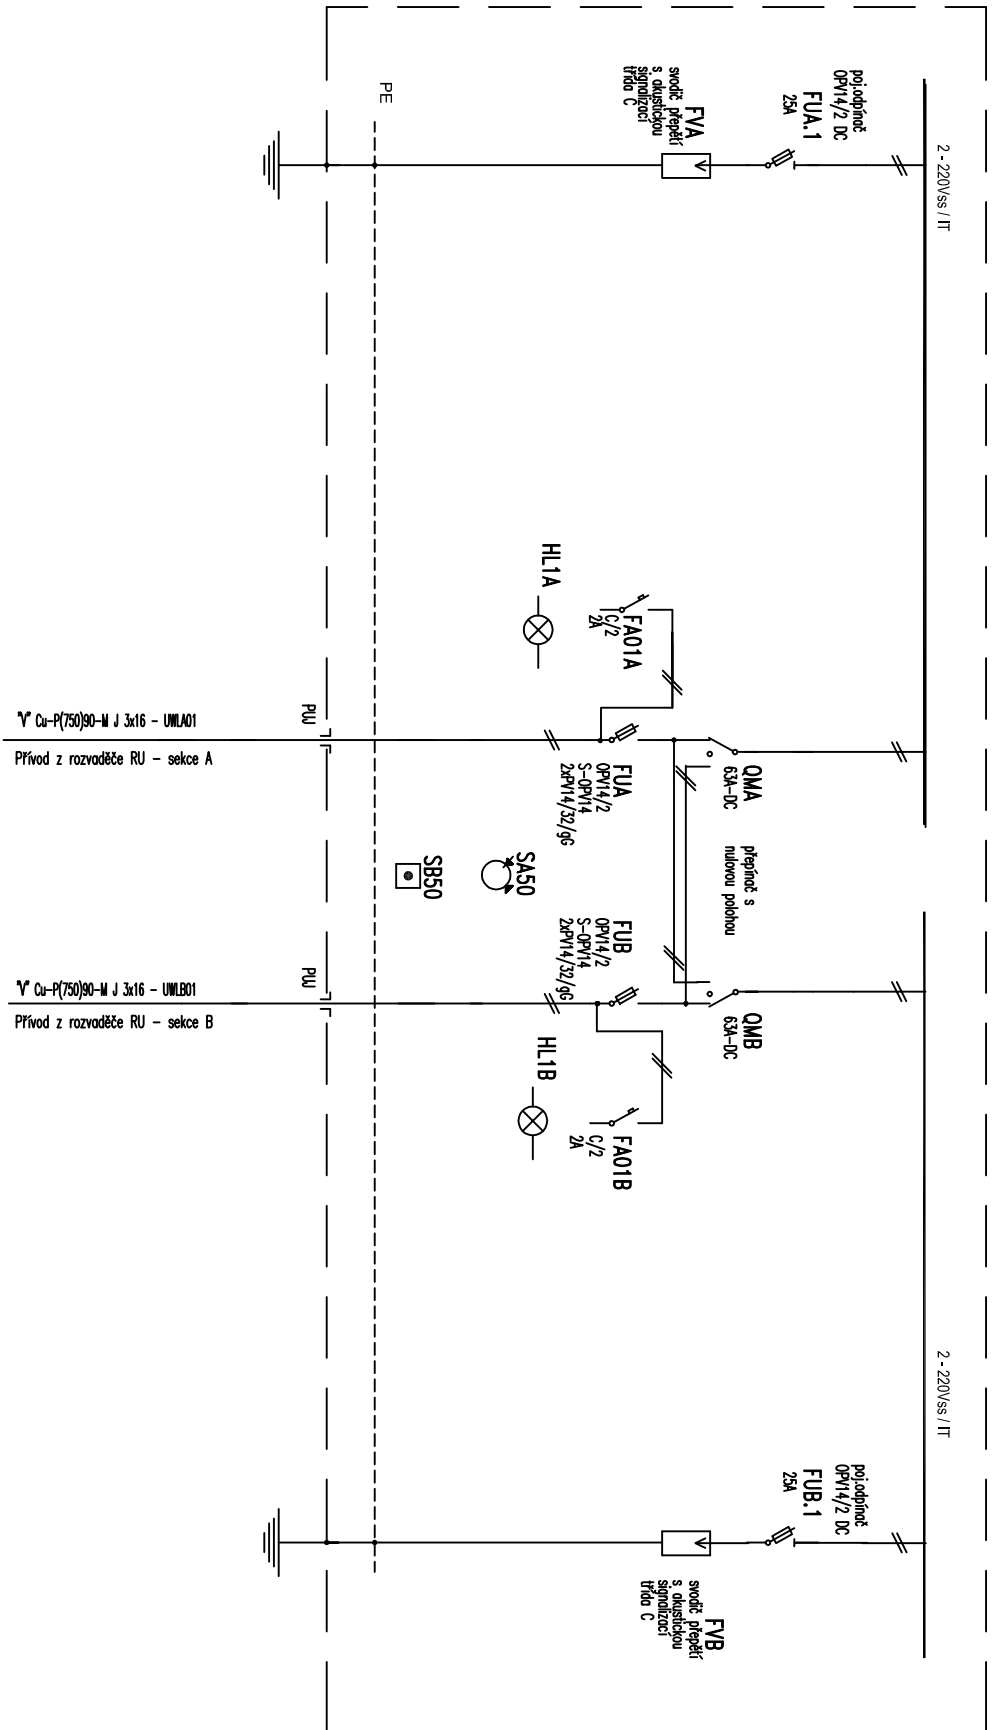 2 - 220Vss / IT
poj.odpínač
OPV14/2 DC
FUA.1
25A
FVA
svodič přepětí
s akustickou
signalizací
třída C
PE
HL1A
FA01A
C/2
2A
QMA
63A-DC
FUA
OPV14/2
S-OPV14
2xPV14/32/gG
přepínač s
nulovou polohou
SA50
SB50
PUJ
"V" Cu-P(750)90-M J 3x16 - UWLA01
Přívod z rozvaděče RU - sekce A
FUB
OPV14/2
S-OPV14
2xPV14/32/gG
QMB
63A-DC
PUJ
"V" Cu-P(750)90-M J 3x16 - UWLB01
Přívod z rozvaděče RU - sekce B
HL1B
FA01B
C/2
2A
2 - 220Vss / IT
poj.odpínač
OPV14/2 DC
FUB.1
25A
FVB
svodič přepětí
s akustickou
signalizací
třída C